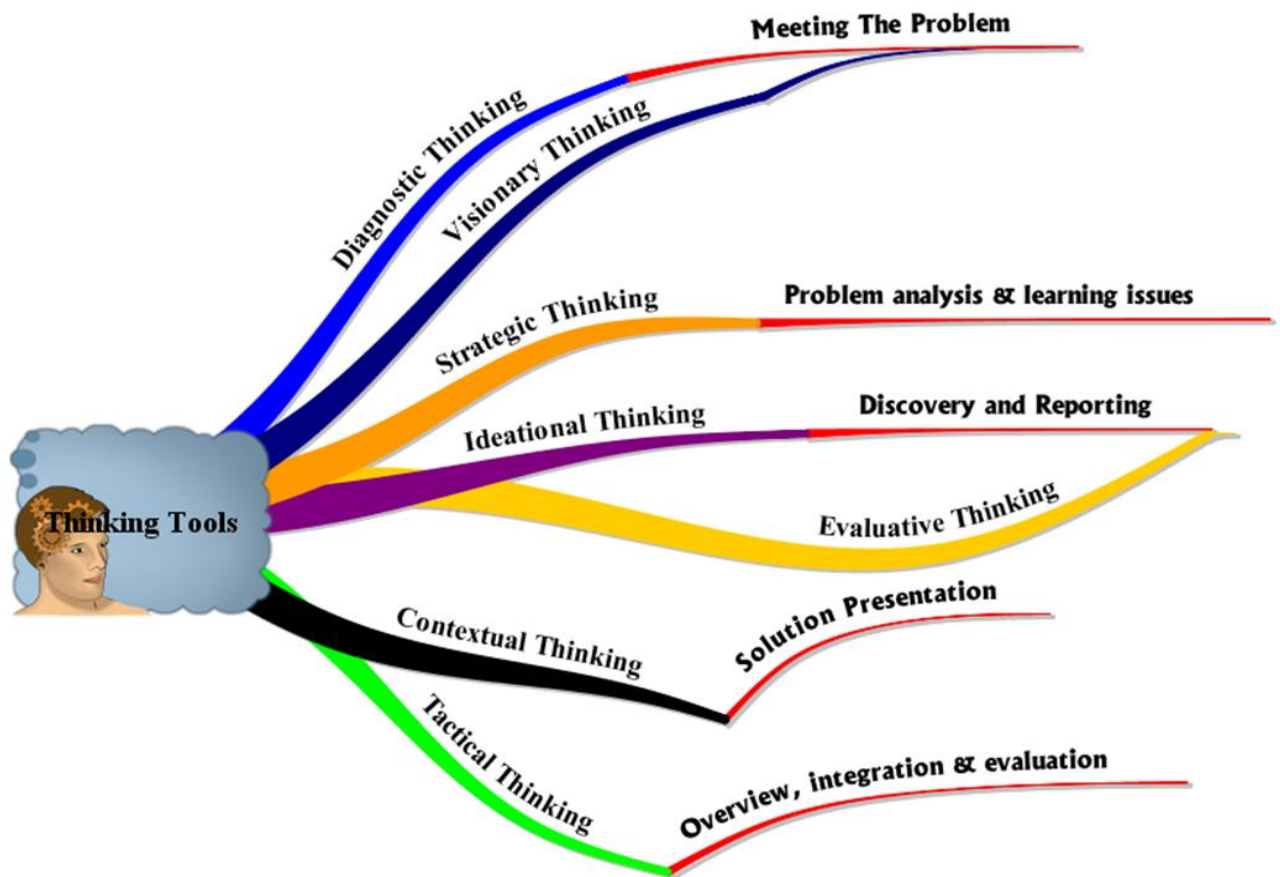 Meeting The Problem
Diagnostic Thinking
Visionary Thinking
Problem analysis & learning issues
Strategic Thinking
Discovery and Reporting
Ideational Thinking
Thinking Tools
Evaluative Thinking
Solution Presentation
Contextual Thinking
Tactical Thinking
Overview, integration & evaluation